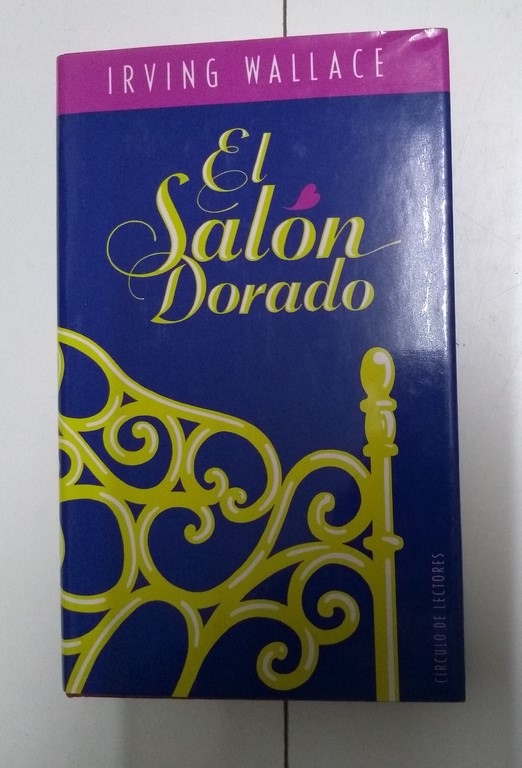 IRVING WALLACE
El
Salón
Dorado
CÍRCULO DE LECTORES